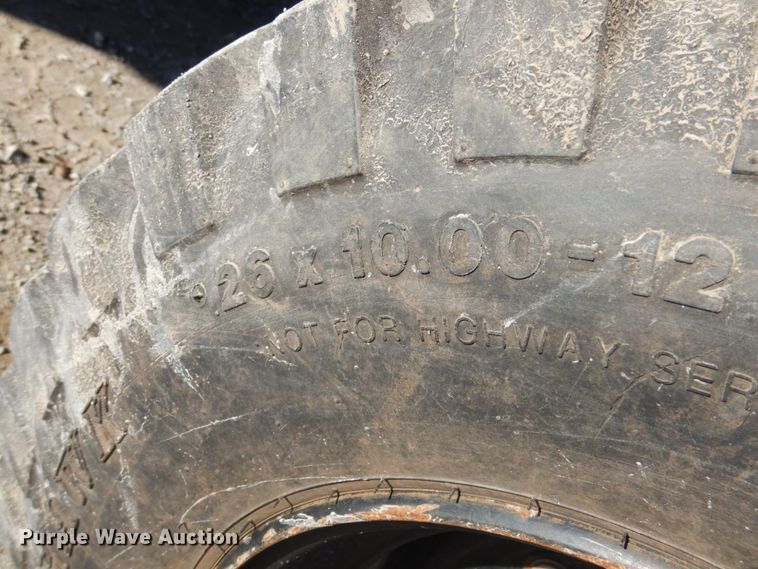 26 x 10.00 - 12
NOT FOR HIGHWAY SER
Purple Wave Auction